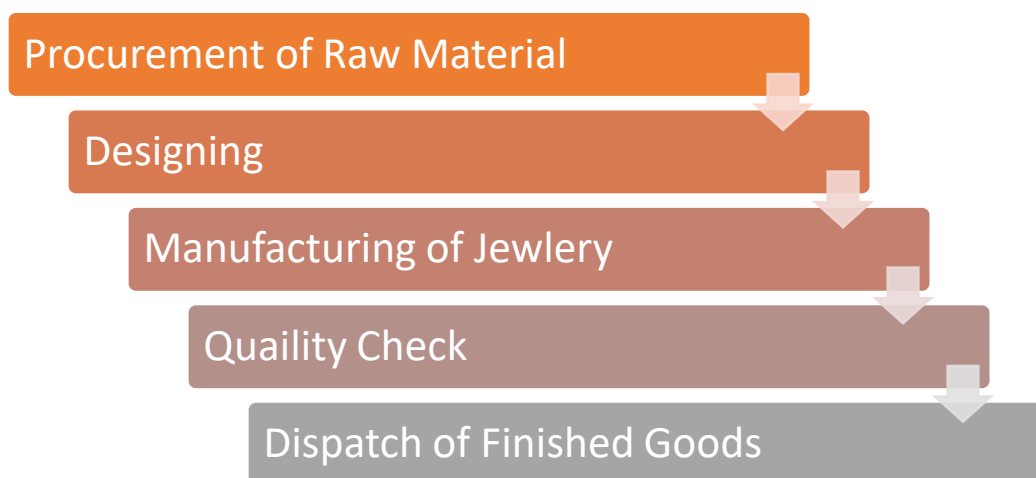 Procurement of Raw Material
Designing
Manufacturing of Jewlery
Quaility Check
Dispatch of Finished Goods